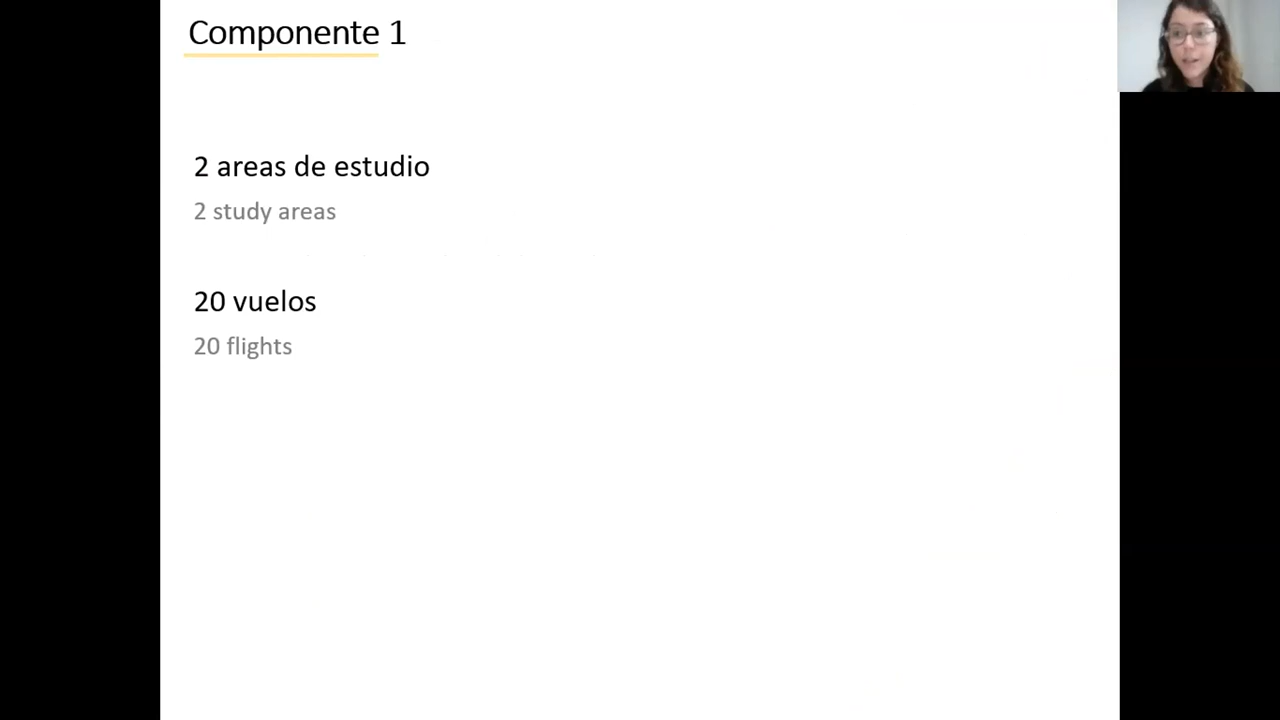 Componente 1
2 areas de estudio
2 study areas
20 vuelos
20 flights